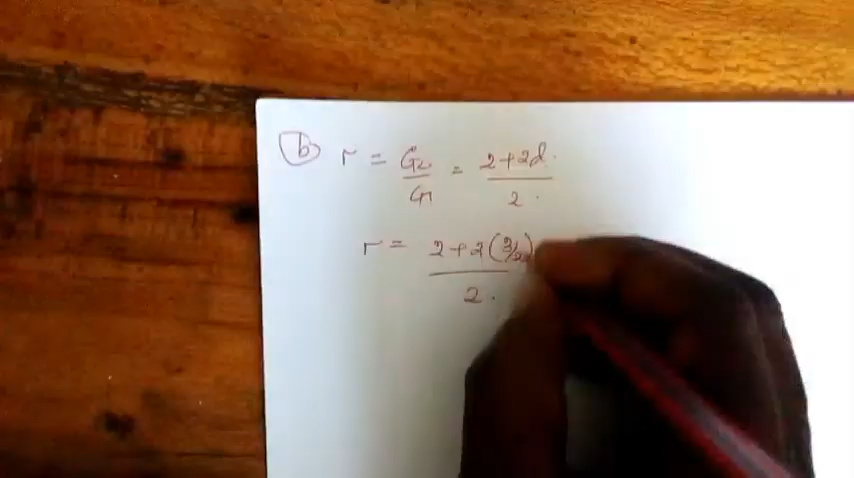 b r = G2/G1 = 2+2d/2
r = 2+2(3/2)/2